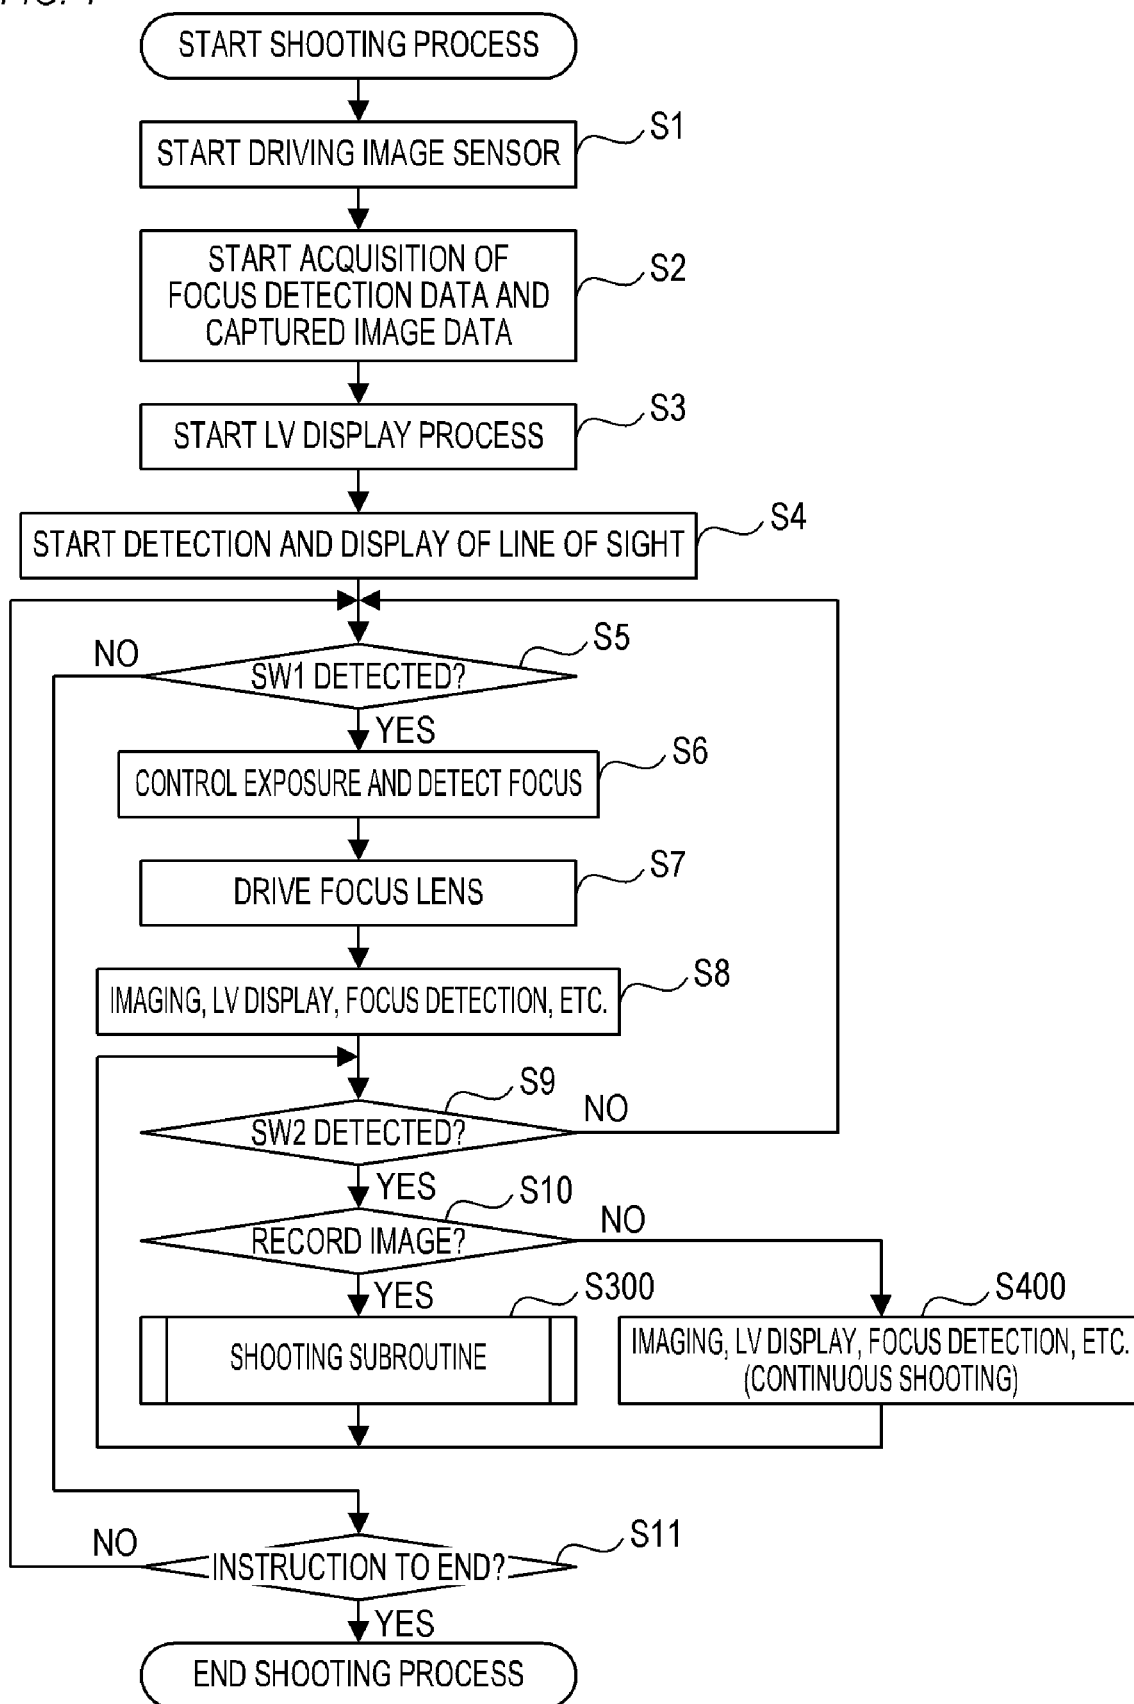 START SHOOTING PROCESS
S1
START DRIVING IMAGE SENSOR
S2
START ACQUISITION OF
FOCUS DETECTION DATA AND
CAPTURED IMAGE DATA
S3
START LV DISPLAY PROCESS
S4
START DETECTION AND DISPLAY OF LINE OF SIGHT
S5
NO
SW1 DETECTED?
YES
S6
CONTROL EXPOSURE AND DETECT FOCUS
S7
DRIVE FOCUS LENS
S8
IMAGING, LV DISPLAY, FOCUS DETECTION, ETC.
S9
NO
SW2 DETECTED?
YES
S10
NO
RECORD IMAGE?
YES
S300
S400
SHOOTING SUBROUTINE
IMAGING, LV DISPLAY, FOCUS DETECTION, ETC.
(CONTINUOUS SHOOTING)
S11
NO
INSTRUCTION TO END?
YES
END SHOOTING PROCESS